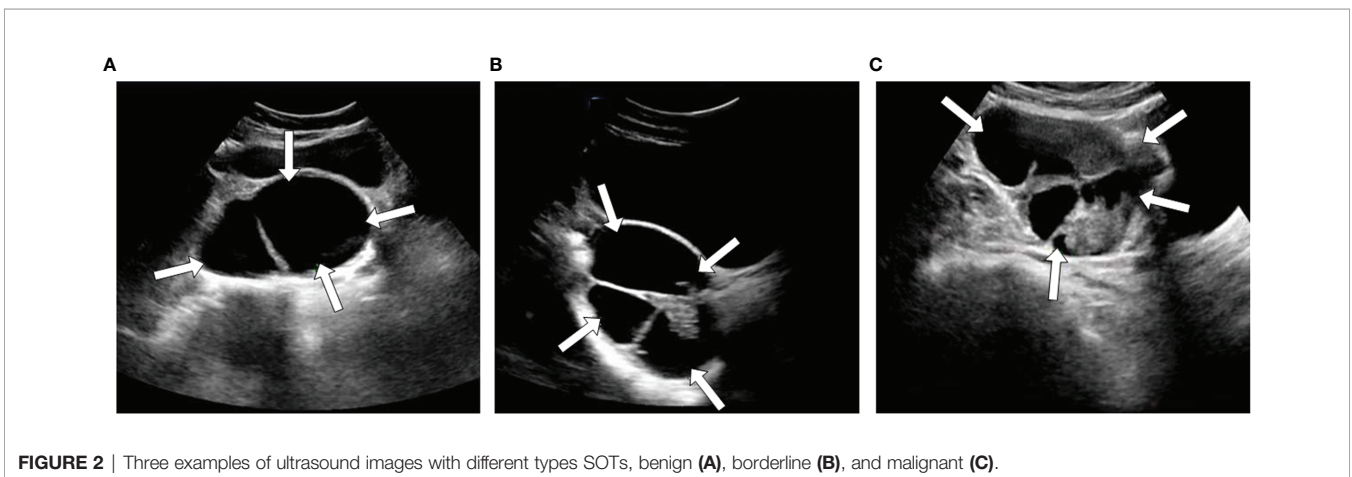 A B C
FIGURE 2 | Three examples of ultrasound images with different types SOTs, benign (A), borderline (B), and malignant (C).